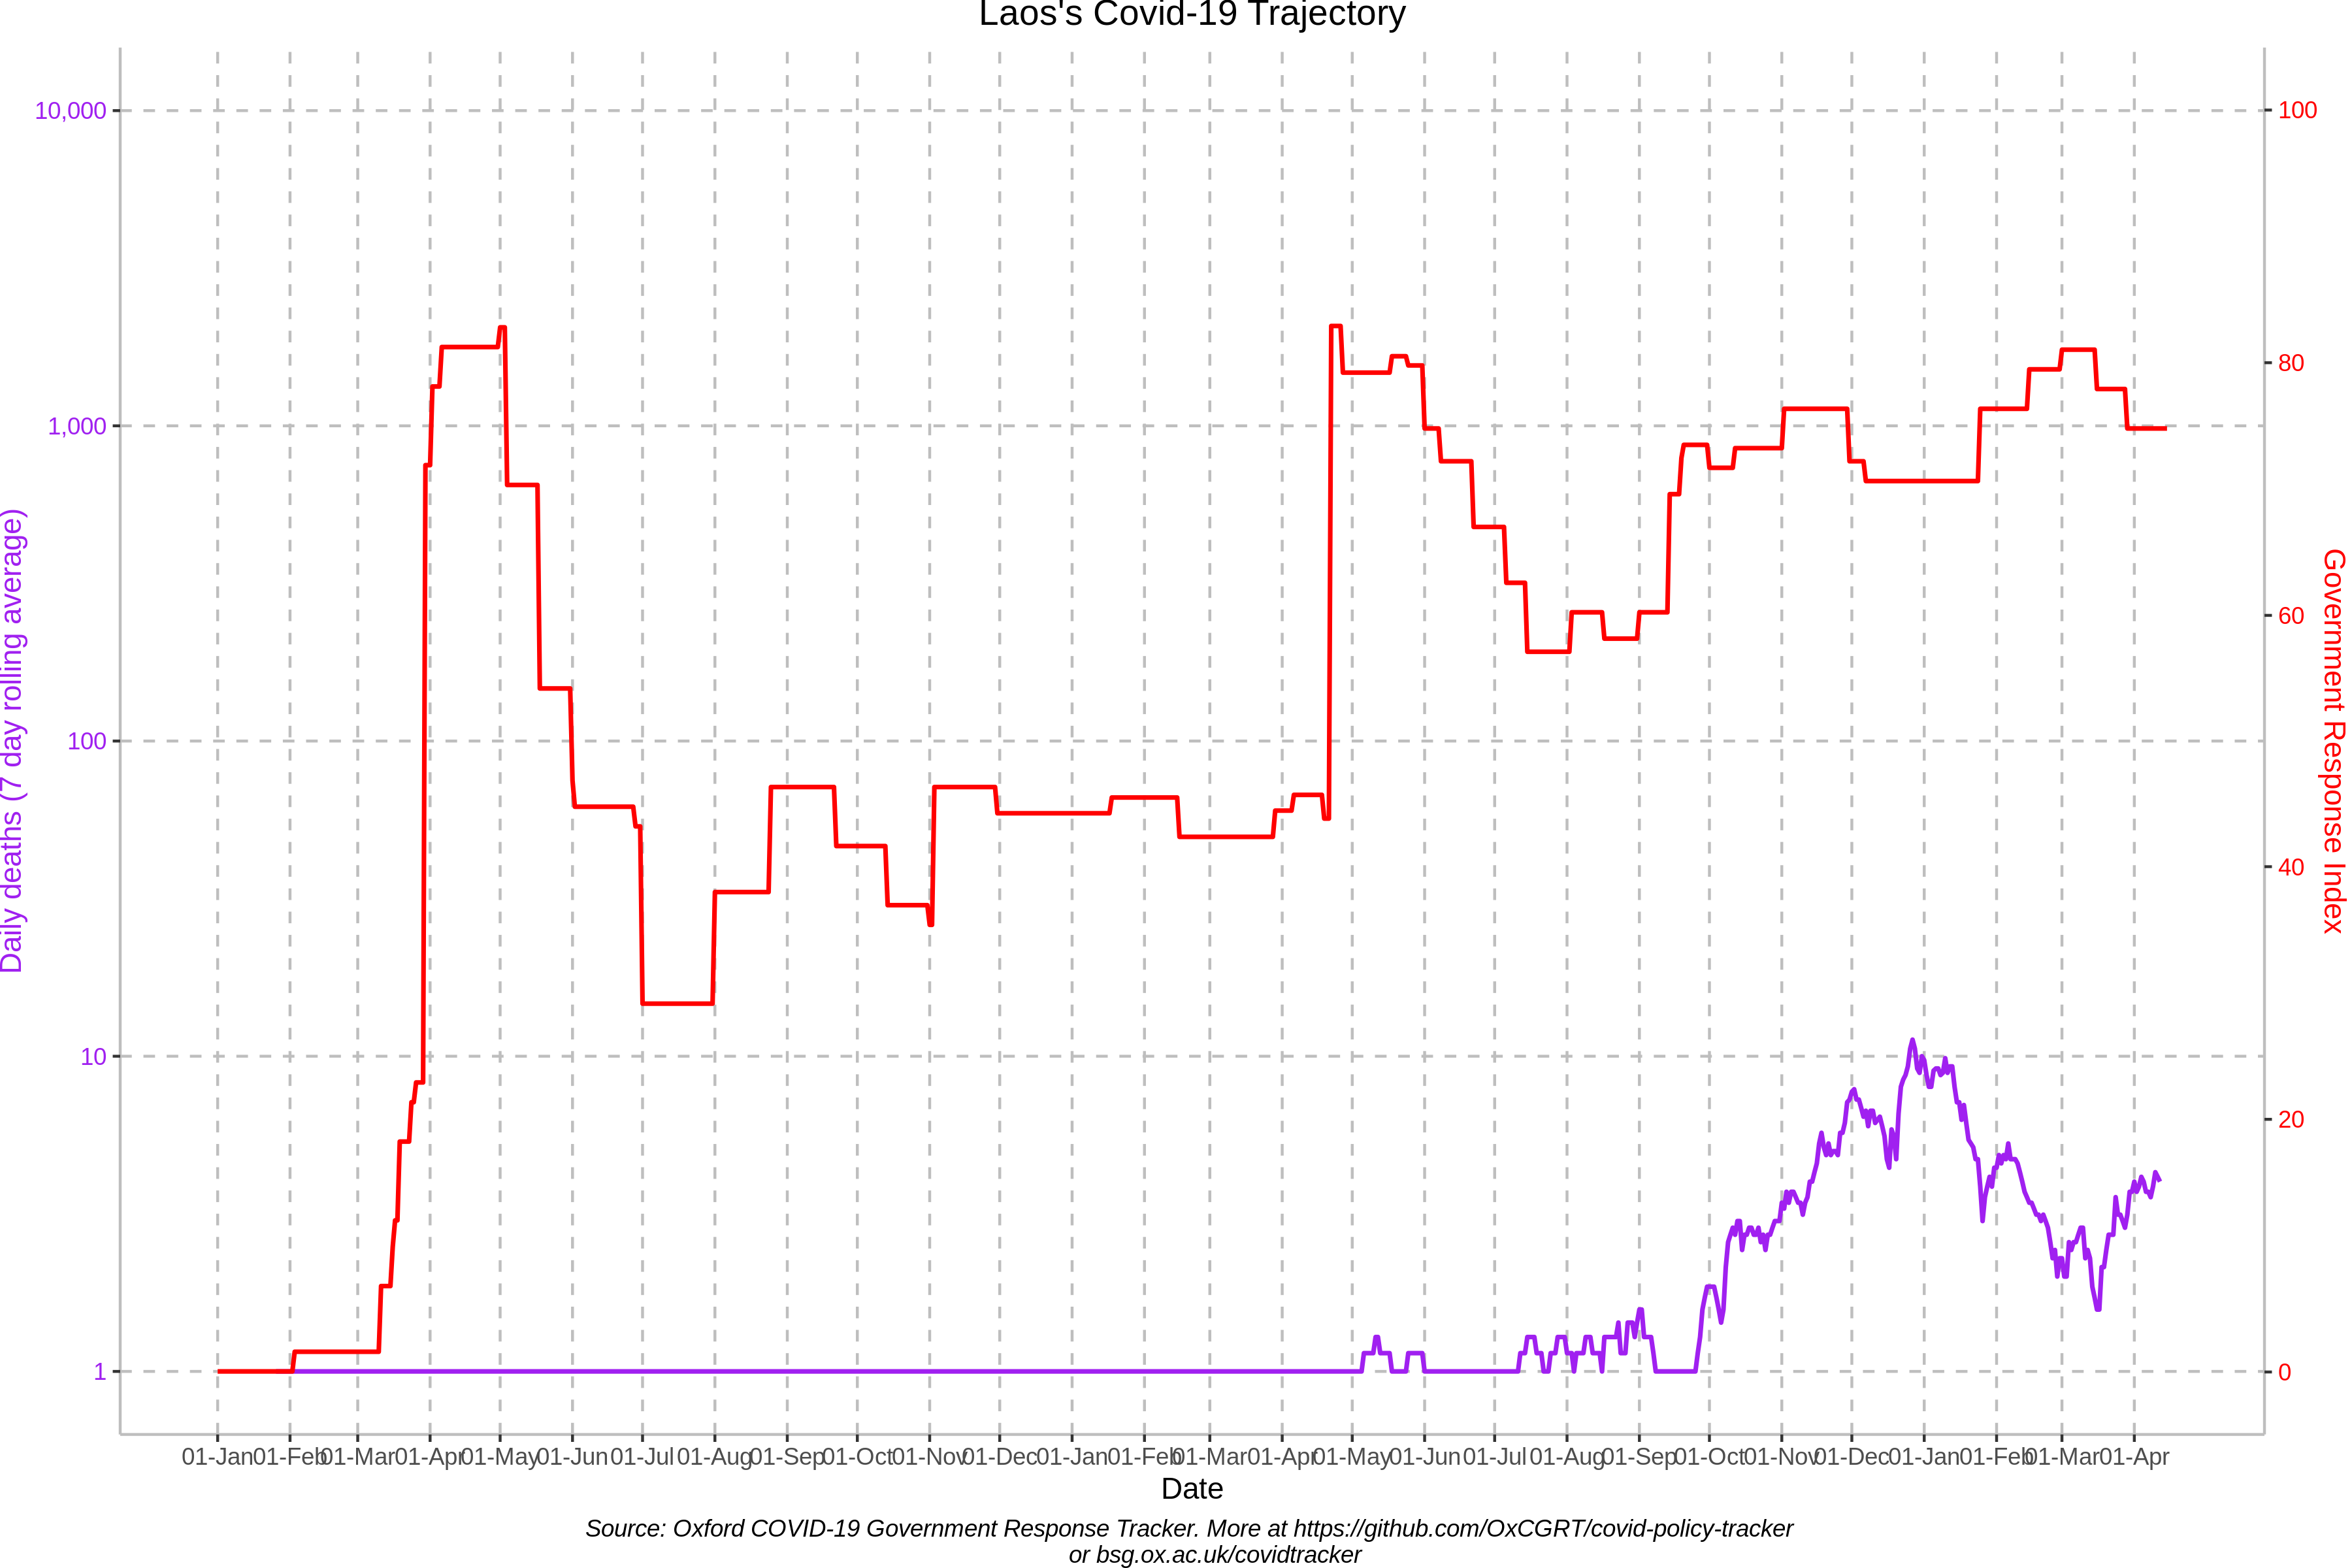 Laos's Covid-19 Trajectory
10,000
1,000
100
10
1
Daily deaths (7 day rolling average)
100
80
60
40
20
0
Government Response Index
01-Jan 01-Feb 01-Mar 01-Apr 01-May 01-Jun 01-Jul 01-Aug 01-Sep 01-Oct 01-Nov 01-Dec 01-Jan 01-Feb 01-Mar 01-Apr 01-May 01-Jun 01-Jul 01-Aug 01-Sep 01-Oct 01-Nov 01-Dec 01-Jan 01-Feb 01-Mar 01-Apr
Date
Source: Oxford COVID-19 Government Response Tracker. More at https://github.com/OxCGRT/covid-policy-tracker
or bsg.ox.ac.uk/covidtracker